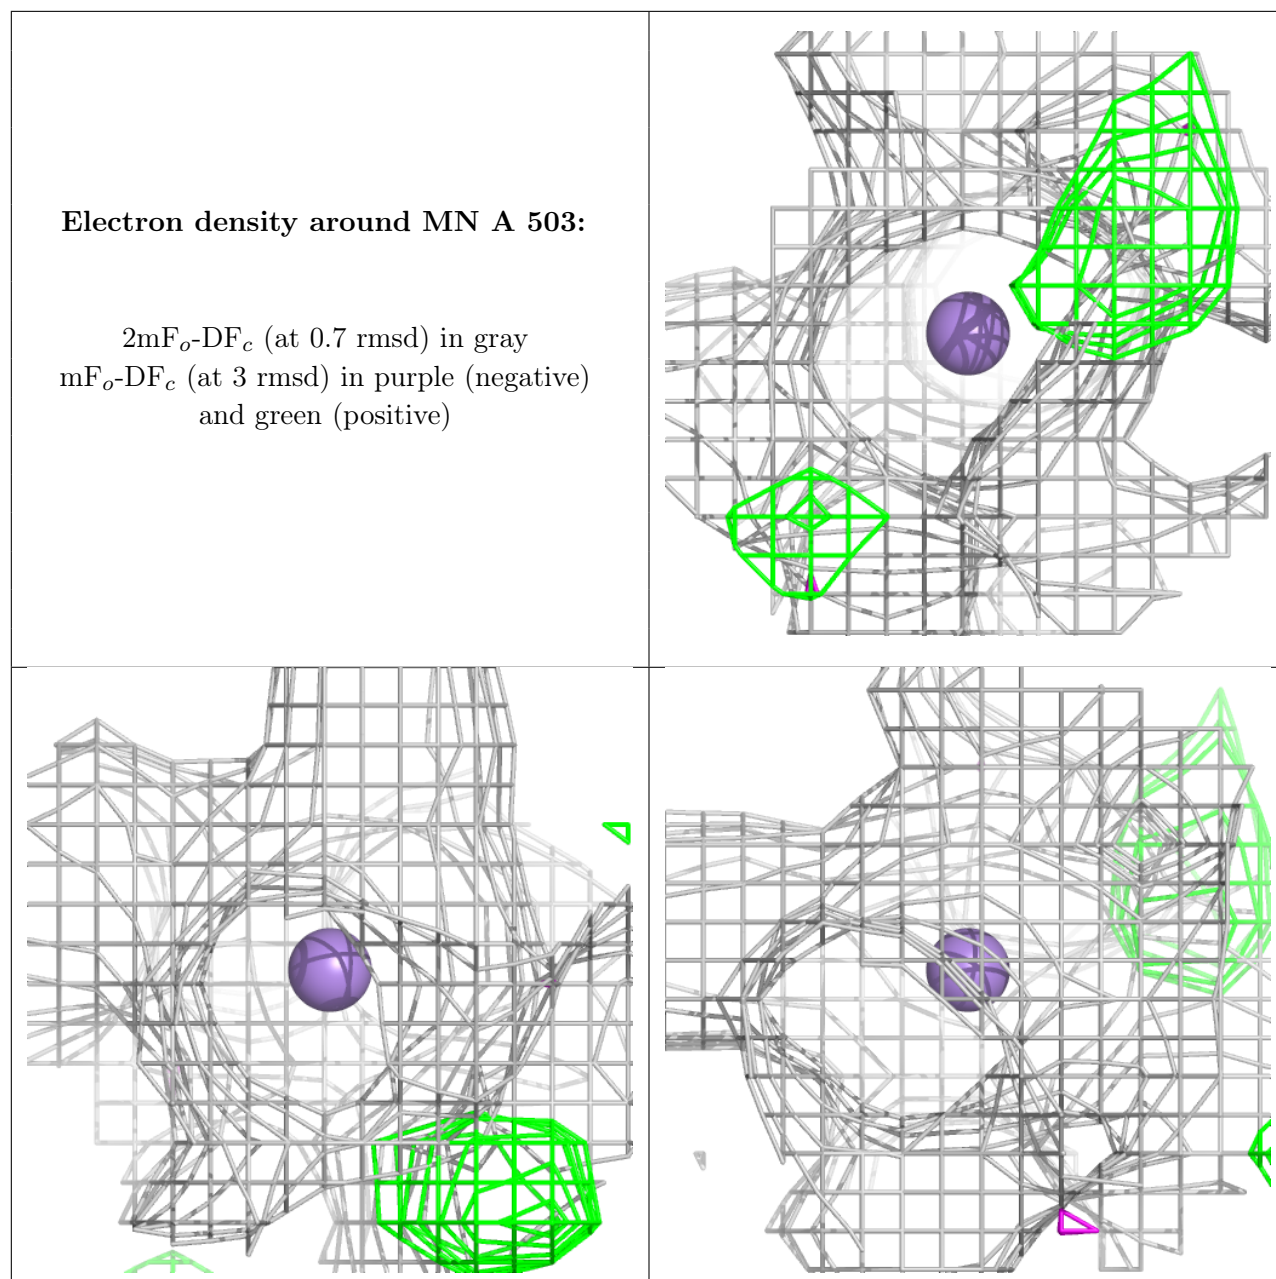 Electron density around MN A 503:
2mFo-DFc (at 0.7 rmsd) in gray
mFo-DFc (at 3 rmsd) in purple (negative)
and green (positive)